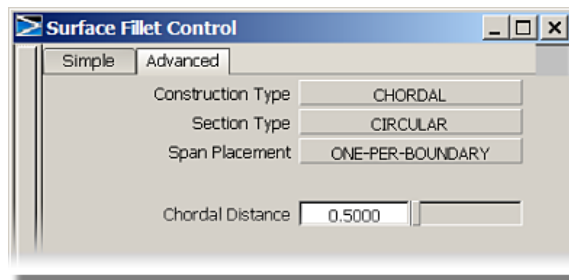 Surface Fillet Control
Simple Advanced
Construction Type CHORDAL
Section Type CIRCULAR
Span Placement ONE-PER-BOUNDARY
Chordal Distance 0.5000